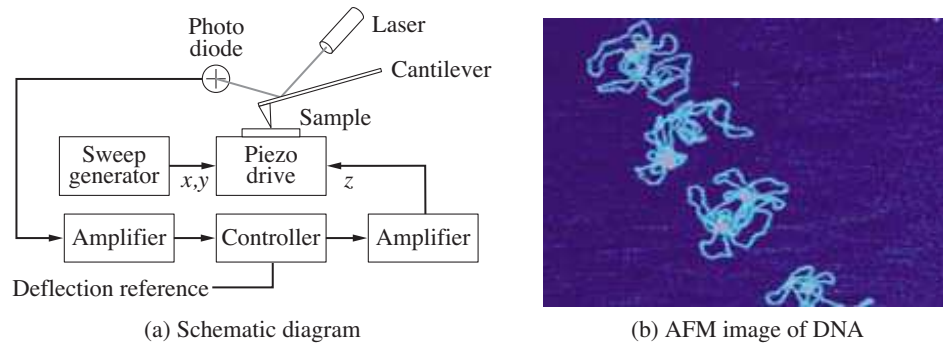 Photo
diode
Laser
Cantilever
Sample
Sweep
generator
x,y
Piezo
drive
z
Amplifier
Controller
Amplifier
Deflection reference
(a) Schematic diagram
(b) AFM image of DNA